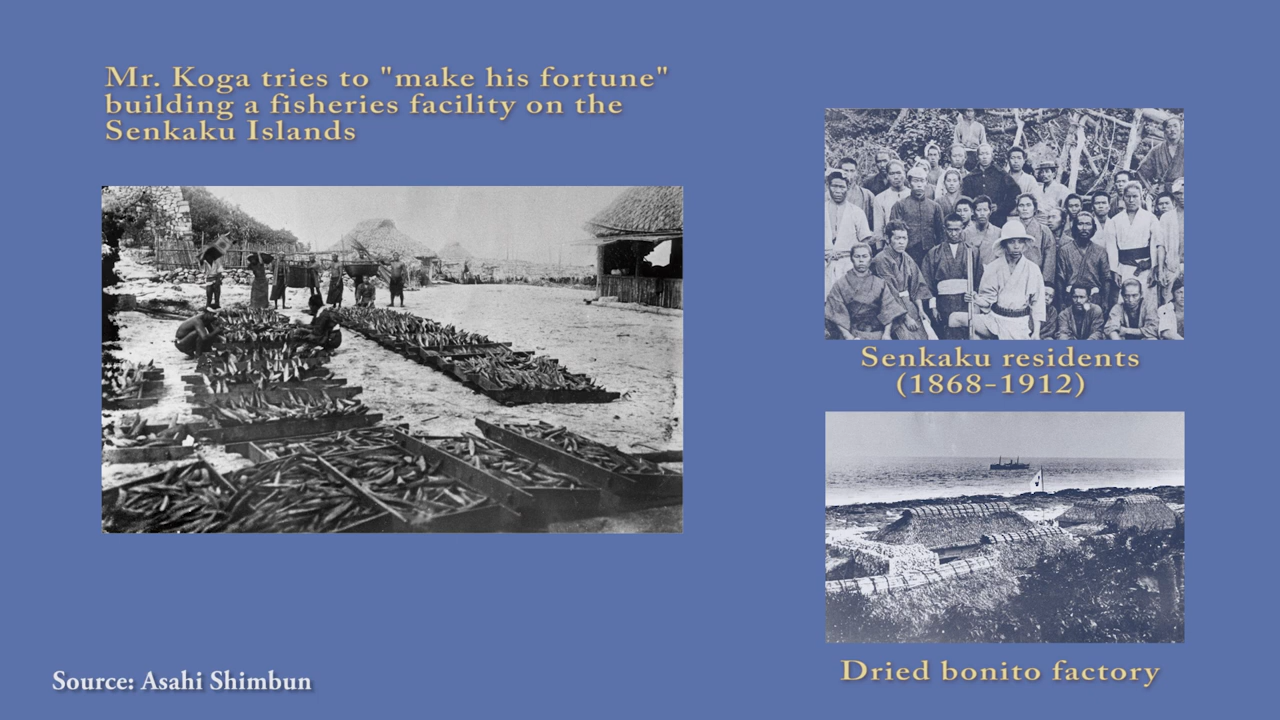 Mr. Koga tries to "make his fortune"
building a fisheries facility on the
Senkaku Islands
Senkaku residents
(1868-1912)
Dried bonito factory
Source: Asahi Shimbun